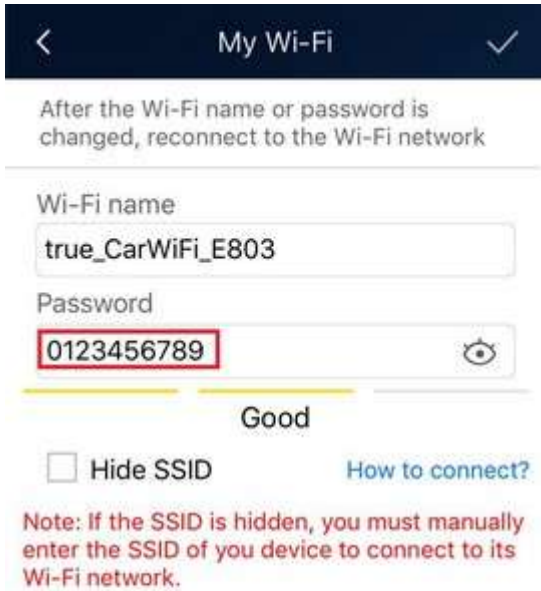 My Wi-Fi
After the Wi-Fi name or password is
changed, reconnect to the Wi-Fi network
Wi-Fi name
true_CarWiFi_E803
Password
0123456789
Good
Hide SSID How to connect?
Note: If the SSID is hidden, you must manually
enter the SSID of you device to connect to its
Wi-Fi network.